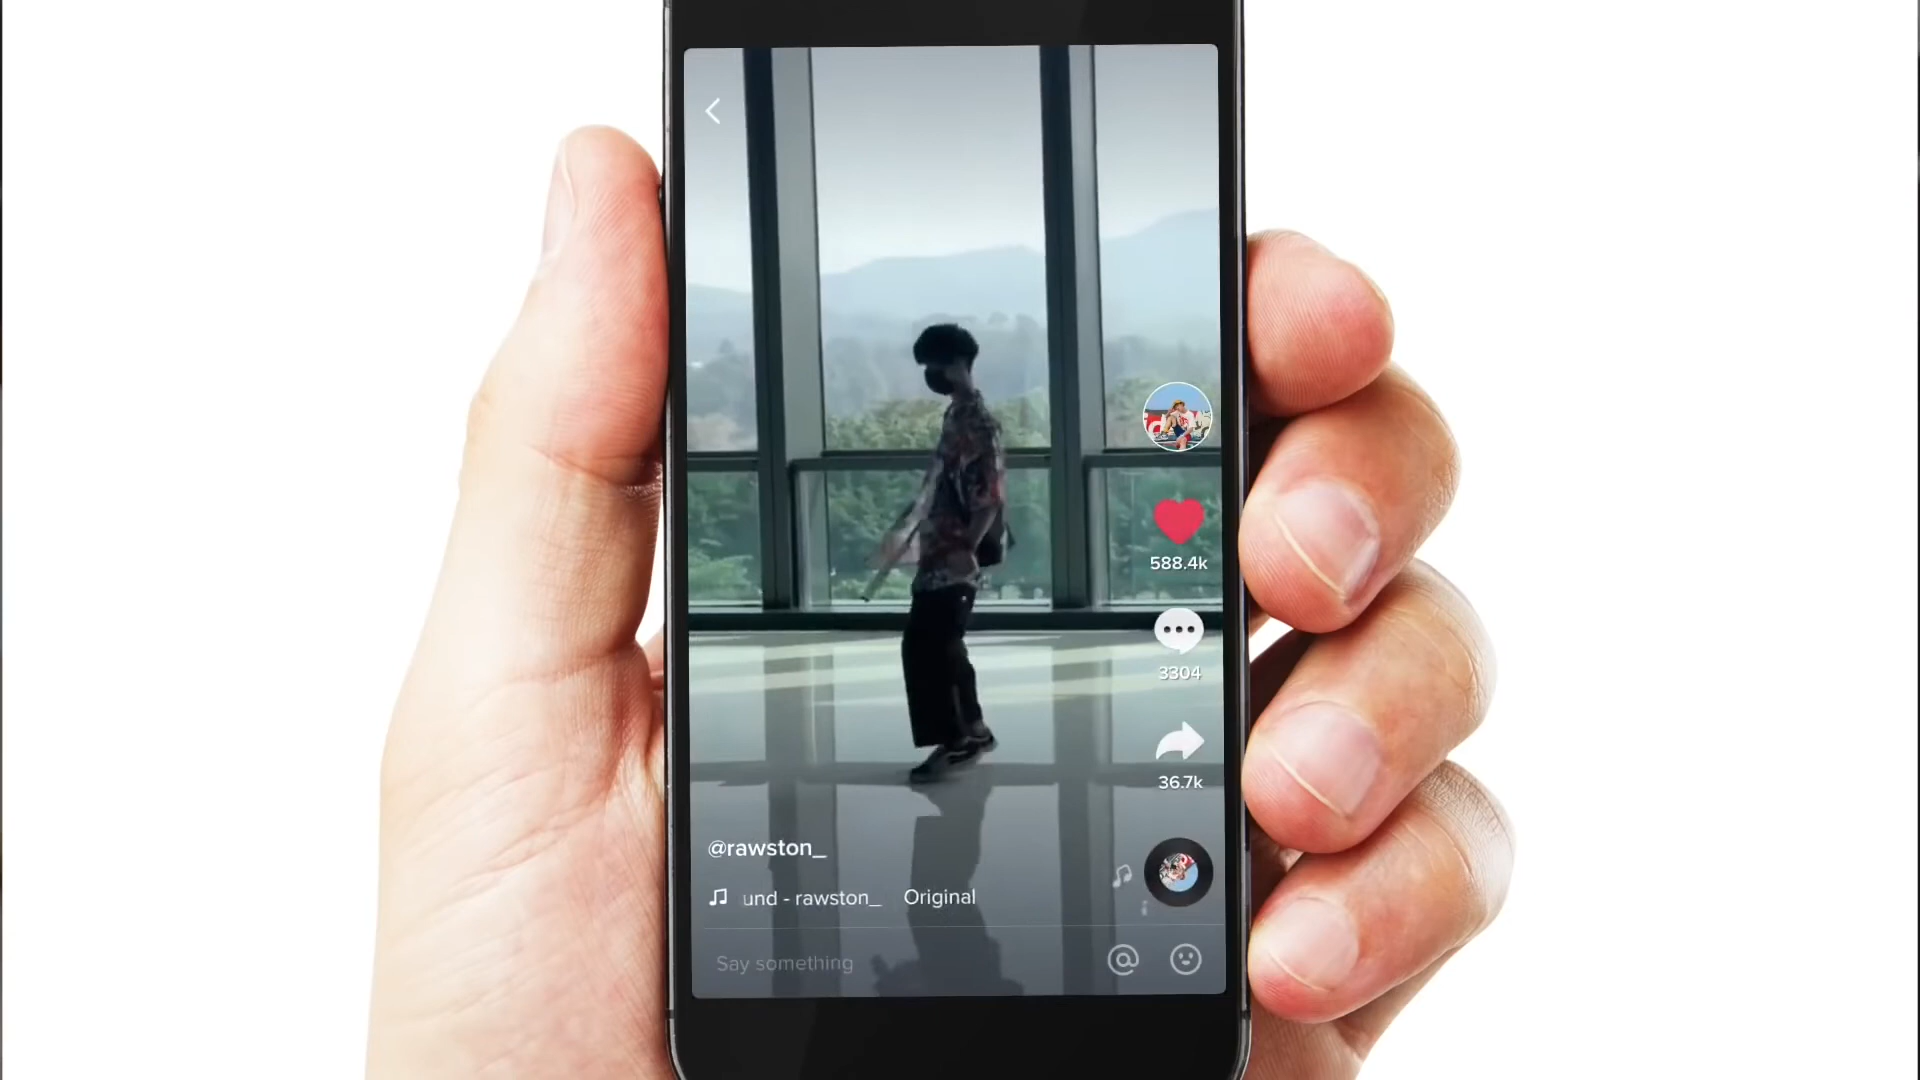 588.4k
3304
36.7k
@rawston_
und - rawston_ Original
Say something